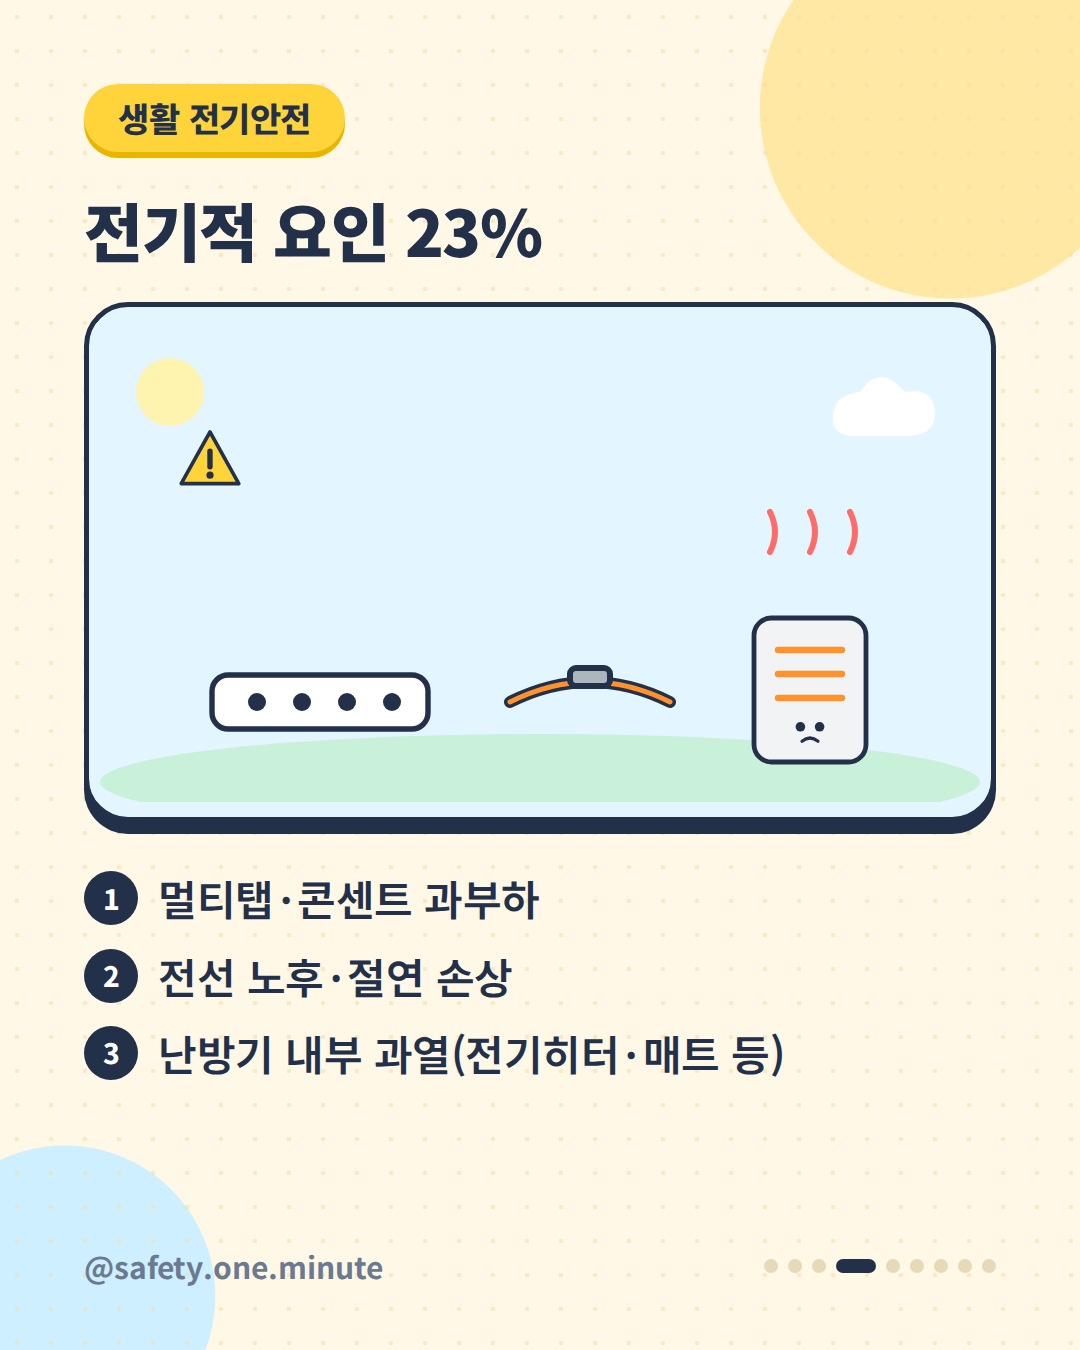 생활 전기안전
전기적 요인 23%
!
1 멀티탭·콘센트 과부하
2 전선 노후·절연 손상
3 난방기 내부 과열(전기히터·매트 등)
@safety.one.minute